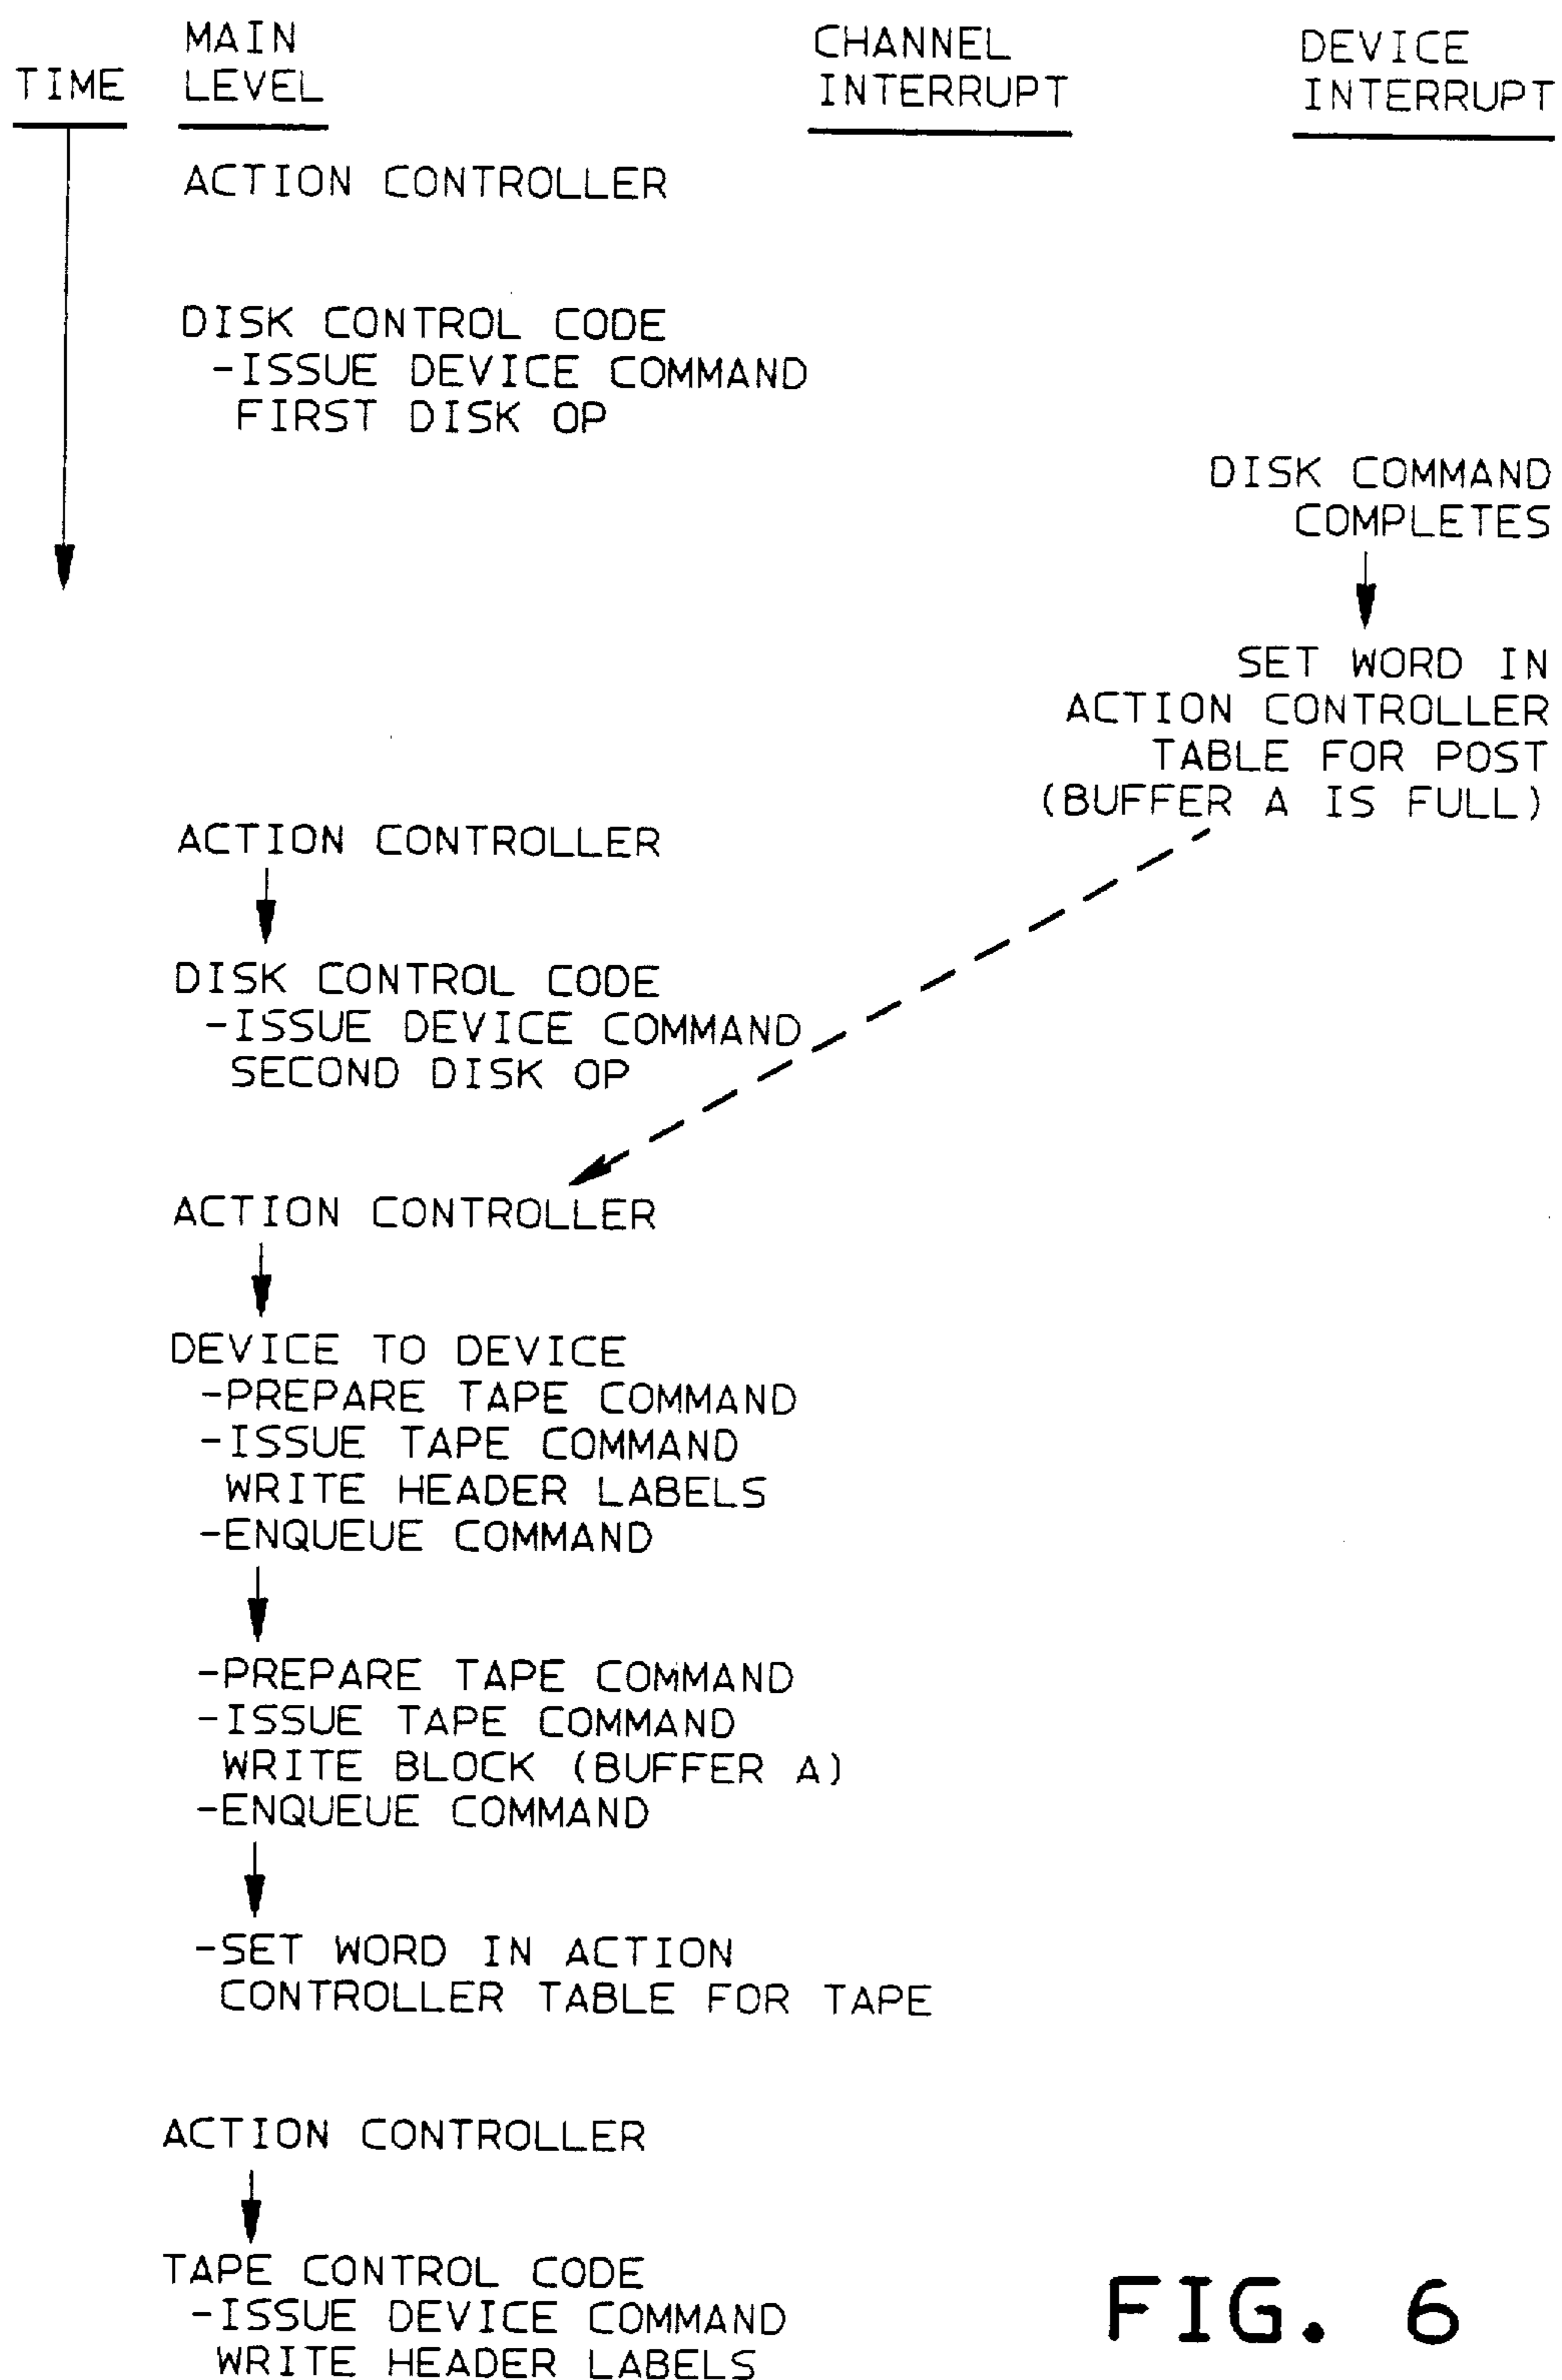 TIME
MAIN
LEVEL
CHANNEL
INTERRUPT
DEVICE
INTERRUPT
ACTION CONTROLLER
DISK CONTROL CODE
-ISSUE DEVICE COMMAND
FIRST DISK OP
DISK COMMAND
COMPLETES
SET WORD IN
ACTION CONTROLLER
TABLE FOR POST
(BUFFER A IS FULL)
ACTION CONTROLLER
DISK CONTROL CODE
-ISSUE DEVICE COMMAND
SECOND DISK OP
ACTION CONTROLLER
DEVICE TO DEVICE
-PREPARE TAPE COMMAND
-ISSUE TAPE COMMAND
WRITE HEADER LABELS
-ENQUEUE COMMAND
-PREPARE TAPE COMMAND
-ISSUE TAPE COMMAND
WRITE BLOCK (BUFFER A)
-ENQUEUE COMMAND
-SET WORD IN ACTION
CONTROLLER TABLE FOR TAPE
ACTION CONTROLLER
TAPE CONTROL CODE
-ISSUE DEVICE COMMAND
WRITE HEADER LABELS
FIG. 6